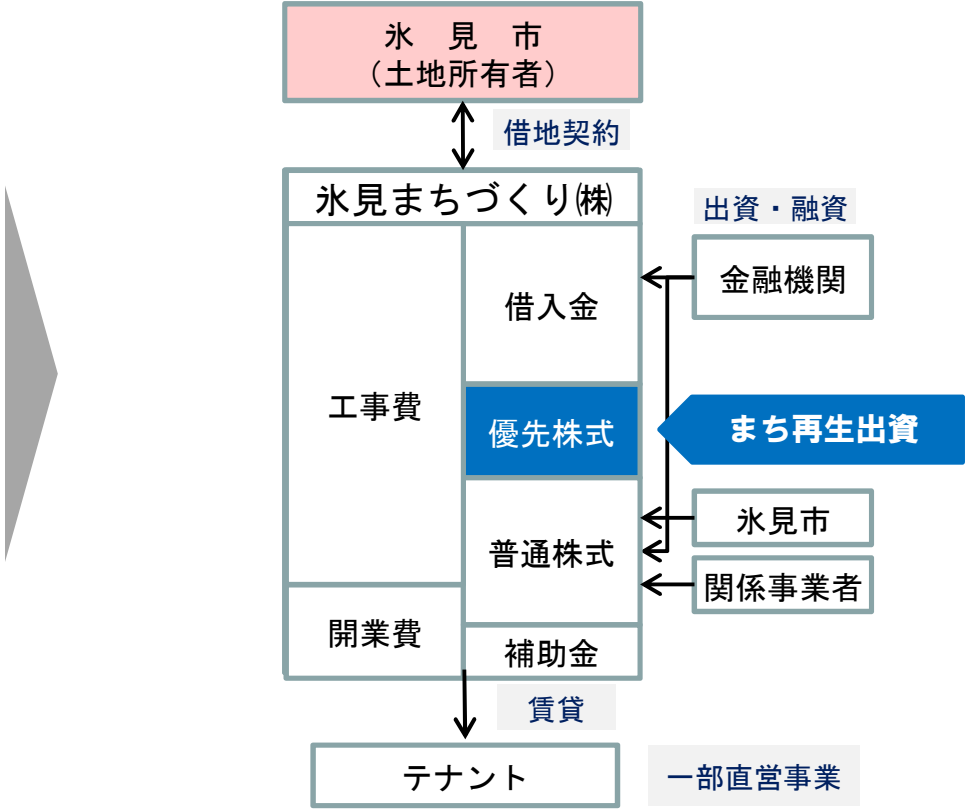 氷　見　市
（土地所有者）
借地契約
氷見まちづくり㈱
出資・融資
金融機関
借入金
工事費
優先株式
まち再生出資
氷見市
普通株式
関係事業者
開業費
補助金
賃貸
テナント
一部直営事業